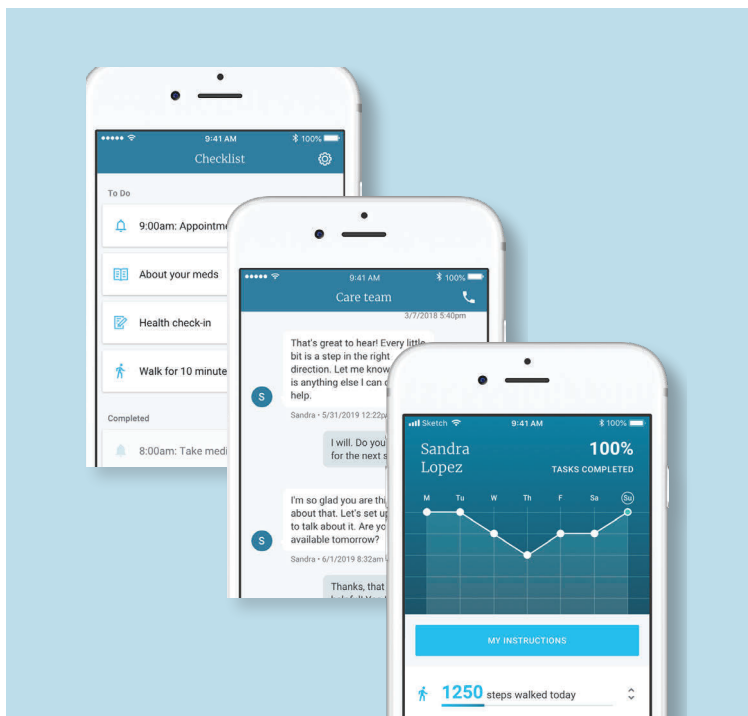 9:41 AM
100%
Checklist
To Do
9:00am: Appointme
About your meds
Health check-in
Walk for 10 minute
Completed
8:00am: Take medi
9:41 AM
100%
Care team
3/7/2018 5:40pm
That's great to hear! Every little
bit is a step in the right
direction. Let me know
is anything else I can
help.
S
Sandra • 5/31/2019 12:22p
I will. Do you
for the next s
I'm so glad you are thi
about that. Let's set up
to talk about it. Are yo
available tomorrow?
S
Sandra • 6/1/2019 8:32am
Thanks, that
Sketch
9:41 AM
100%
Sandra
Lopez
100%
TASKS COMPLETED
M Tu W Th F Sa Su
MY INSTRUCTIONS
1250 steps walked today